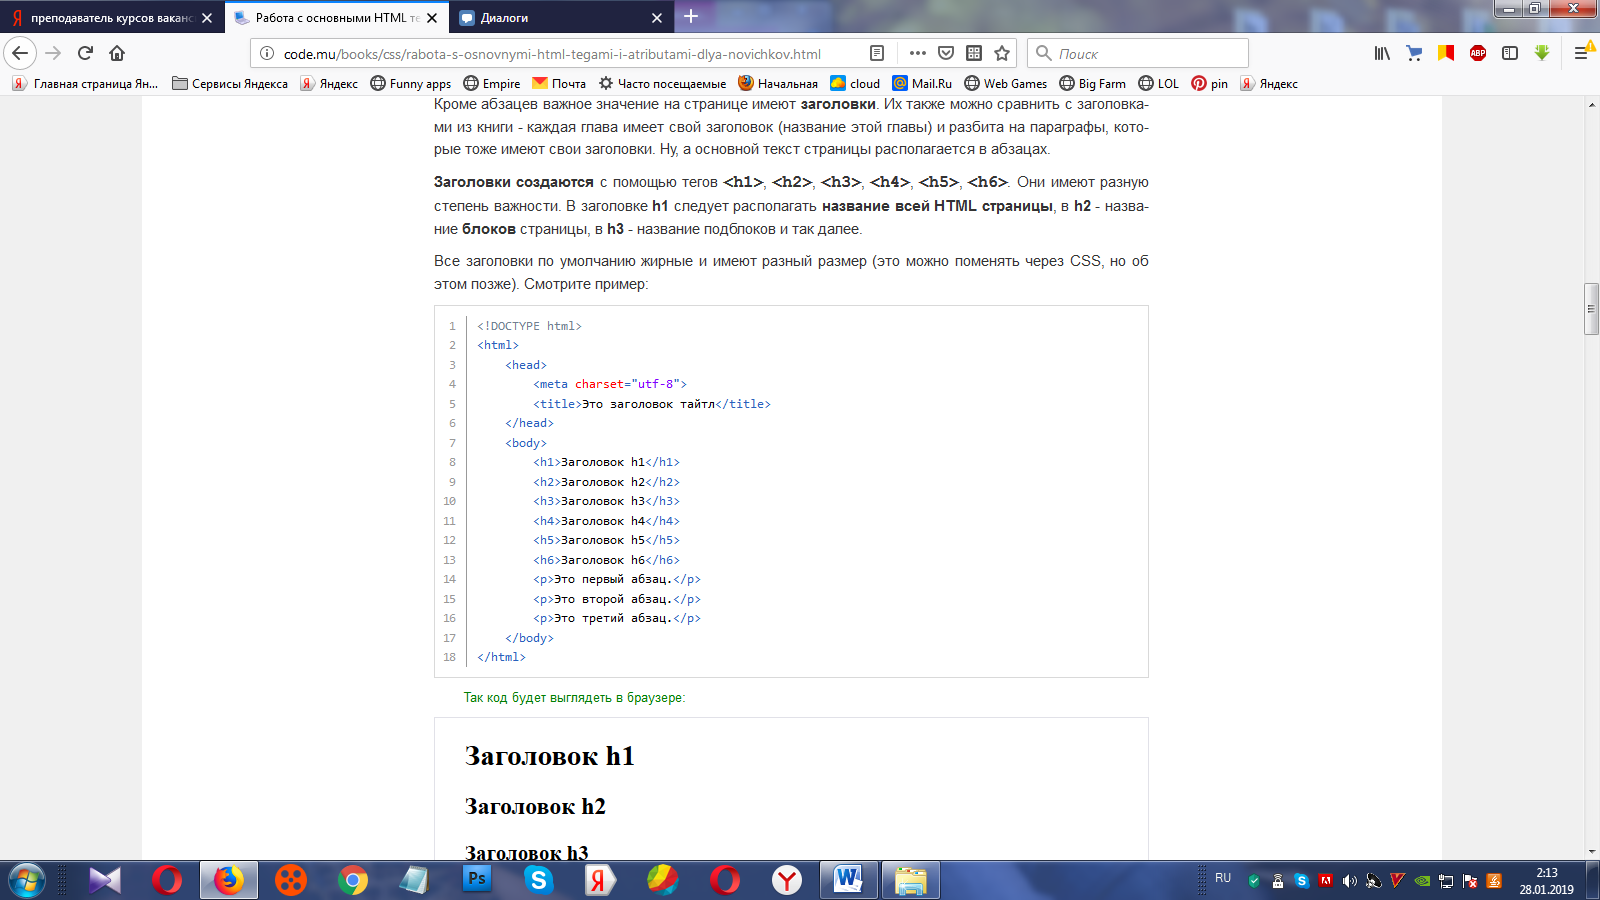 преподаватель курсов ваканс
Работа с основными HTML те
Диалоги
code.mu/books/css/rabota-s-osnovnymi-html-tegami-i-atributami-dlya-novichkov.html
Поиск
ABP
Главная страница Ян...
Сервисы Яндекса
Яндекс
Funny apps
Empire
Почта
Часто посещаемые
Начальная
cloud
Mail.Ru
Web Games
Big Farm
LOL
pin
Яндекс
Кроме абзацев важное значение на странице имеют заголовки. Их также можно сравнить с заголовка-
ми из книги - каждая глава имеет свой заголовок (название этой главы) и разбита на параграфы, кото-
рые тоже имеют свои заголовки. Ну, а основной текст страницы располагается в абзацах.
Заголовки создаются с помощью тегов <h1>, <h2>, <h3>, <h4>, <h5>, <h6>. Они имеют разную
степень важности. В заголовке h1 следует располагать название всей HTML страницы, в h2 - назва-
ние блоков страницы, в h3 - название подблоков и так далее.
Все заголовки по умолчанию жирные и имеют разный размер (это можно поменять через CSS, но об
этом позже). Смотрите пример:
1 <!DOCTYPE html>
2 <html>
3 <head>
4 <meta charset="utf-8">
5 <title>Это заголовок тайтл</title>
6 </head>
7 <body>
8 <h1>Заголовок h1</h1>
9 <h2>Заголовок h2</h2>
10 <h3>Заголовок h3</h3>
11 <h4>Заголовок h4</h4>
12 <h5>Заголовок h5</h5>
13 <h6>Заголовок h6</h6>
14 <p>Это первый абзац.</p>
15 <p>Это второй абзац.</p>
16 <p>Это третий абзац.</p>
17 </body>
18 </html>
Так код будет выглядеть в браузере:
Заголовок h1
Заголовок h2
Заголовок h3
Ps
RU
2:13
28.01.2019